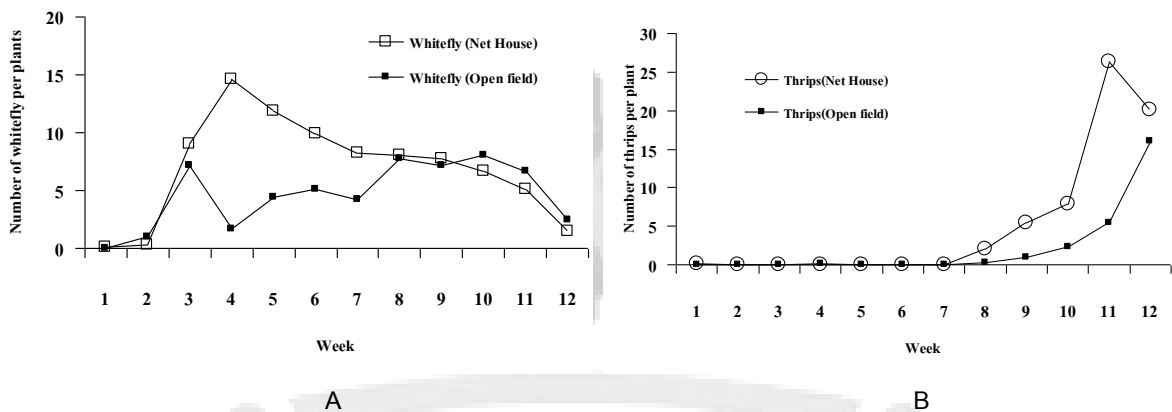 Number of whitefly per plants
20
15
10
5
0
Whitefly (Net House)
Whitefly (Open field)
1 2 3 4 5 6 7 8 9 10 11 12
Week
A
Number of thrips per plant
30
25
20
15
10
5
0
Thrips(Net House)
Thrips(Open field)
1 2 3 4 5 6 7 8 9 10 11 12
Week
B